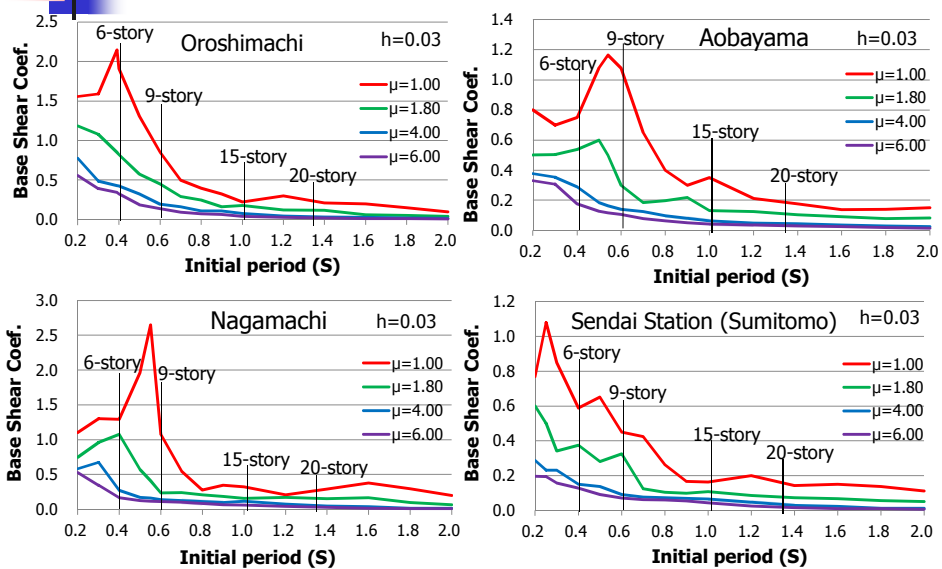 Oroshimachi
h=0.03
6-story
9-story
15-story
20-story
μ=1.00
μ=1.80
μ=4.00
μ=6.00
Base Shear Coef.
2.5
2.0
1.5
1.0
0.5
0.0
0.2 0.4 0.6 0.8 1.0 1.2 1.4 1.6 1.8 2.0
Initial period (S)
Aobayama
h=0.03
6-story
9-story
15-story
20-story
μ=1.00
μ=1.80
μ=4.00
μ=6.00
Base Shear Coef.
1.4
1.2
1.0
0.8
0.6
0.4
0.2
0.0
0.2 0.4 0.6 0.8 1.0 1.2 1.4 1.6 1.8 2.0
Initial period (S)
Nagamachi
h=0.03
6-story
9-story
15-story
20-story
μ=1.00
μ=1.80
μ=4.00
μ=6.00
Base Shear Coef.
3.0
2.5
2.0
1.5
1.0
0.5
0.0
0.2 0.4 0.6 0.8 1.0 1.2 1.4 1.6 1.8 2.0
Initial period (S)
Sendai Station (Sumitomo)
h=0.03
6-story
9-story
15-story
20-story
μ=1.00
μ=1.80
μ=4.00
μ=6.00
Base Shear Coef.
1.2
1.0
0.8
0.6
0.4
0.2
0.0
0.2 0.4 0.6 0.8 1.0 1.2 1.4 1.6 1.8 2.0
Initial period (S)